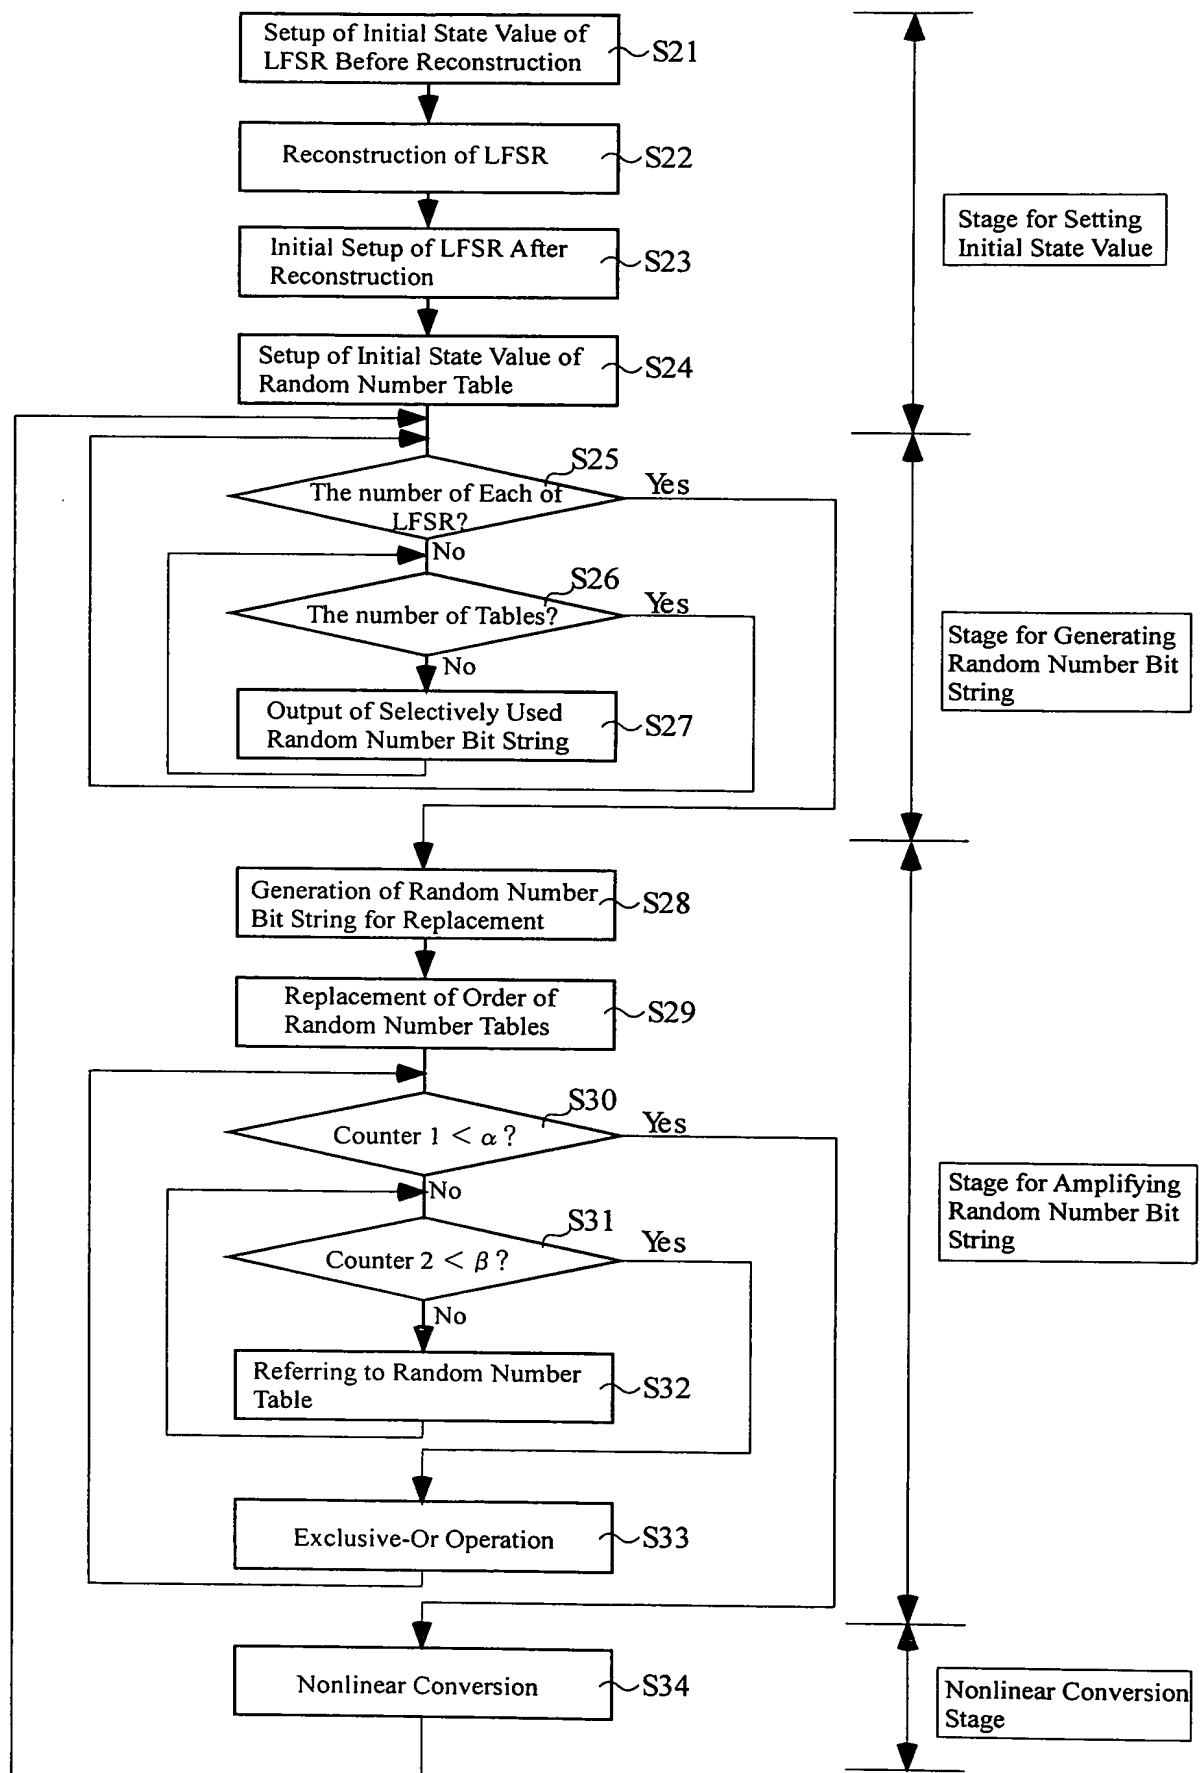 Setup of Initial State Value of
LFSR Before Reconstruction
S21
Reconstruction of LFSR
S22
Initial Setup of LFSR After
Reconstruction
S23
Setup of Initial State Value of
Random Number Table
S24
Stage for Setting
Initial State Value
S25
The number of Each of
LFSR?
Yes
No
S26
The number of Tables?
Yes
No
Output of Selectively Used
Random Number Bit String
S27
Stage for Generating
Random Number Bit
String
Generation of Random Number
Bit String for Replacement
S28
Replacement of Order of
Random Number Tables
S29
S30
Counter 1 < α ?
Yes
No
S31
Counter 2 < β ?
Yes
No
Referring to Random Number
Table
S32
Exclusive-Or Operation
S33
Stage for Amplifying
Random Number Bit
String
Nonlinear Conversion
S34
Nonlinear Conversion
Stage